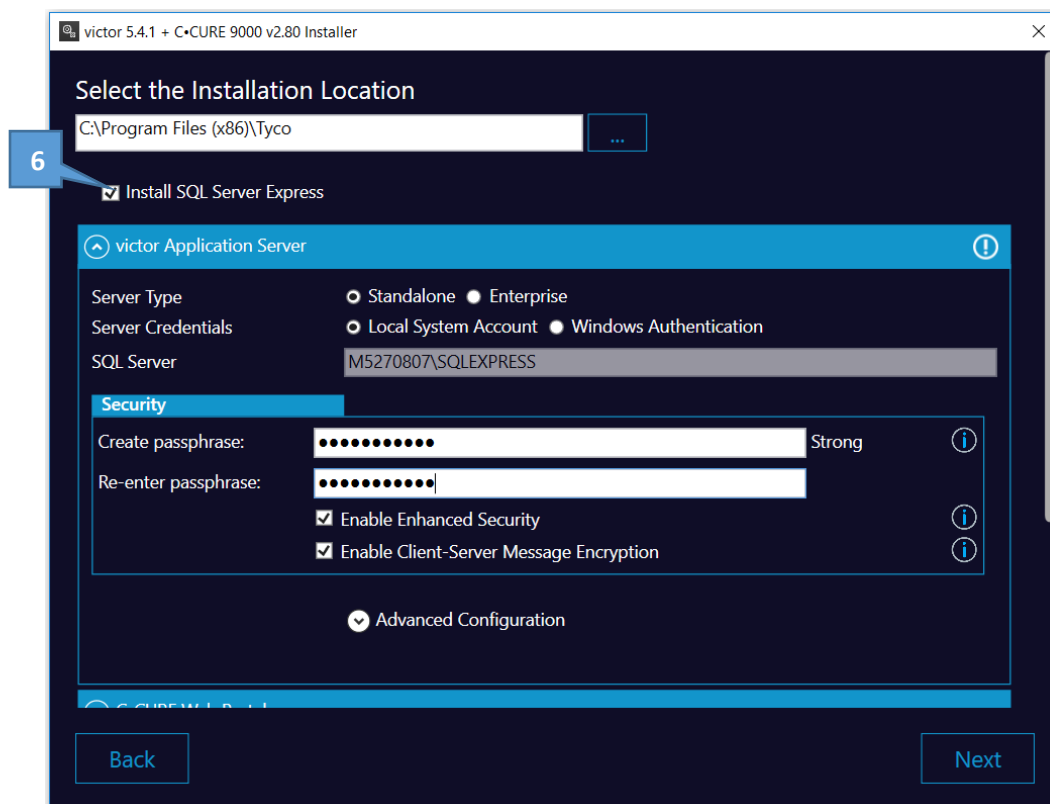 victor 5.4.1 + C•CURE 9000 v2.80 Installer
Select the Installation Location
C:\Program Files (x86)\Tyco
...
6
Install SQL Server Express
victor Application Server
Server Type Standalone Enterprise
Server Credentials Local System Account Windows Authentication
SQL Server M5270807\SQLEXPRESS
Security
Create passphrase: ●●●●●●●●●●● Strong
Re-enter passphrase: ●●●●●●●●●●●
Enable Enhanced Security
Enable Client-Server Message Encryption
Advanced Configuration
Back Next